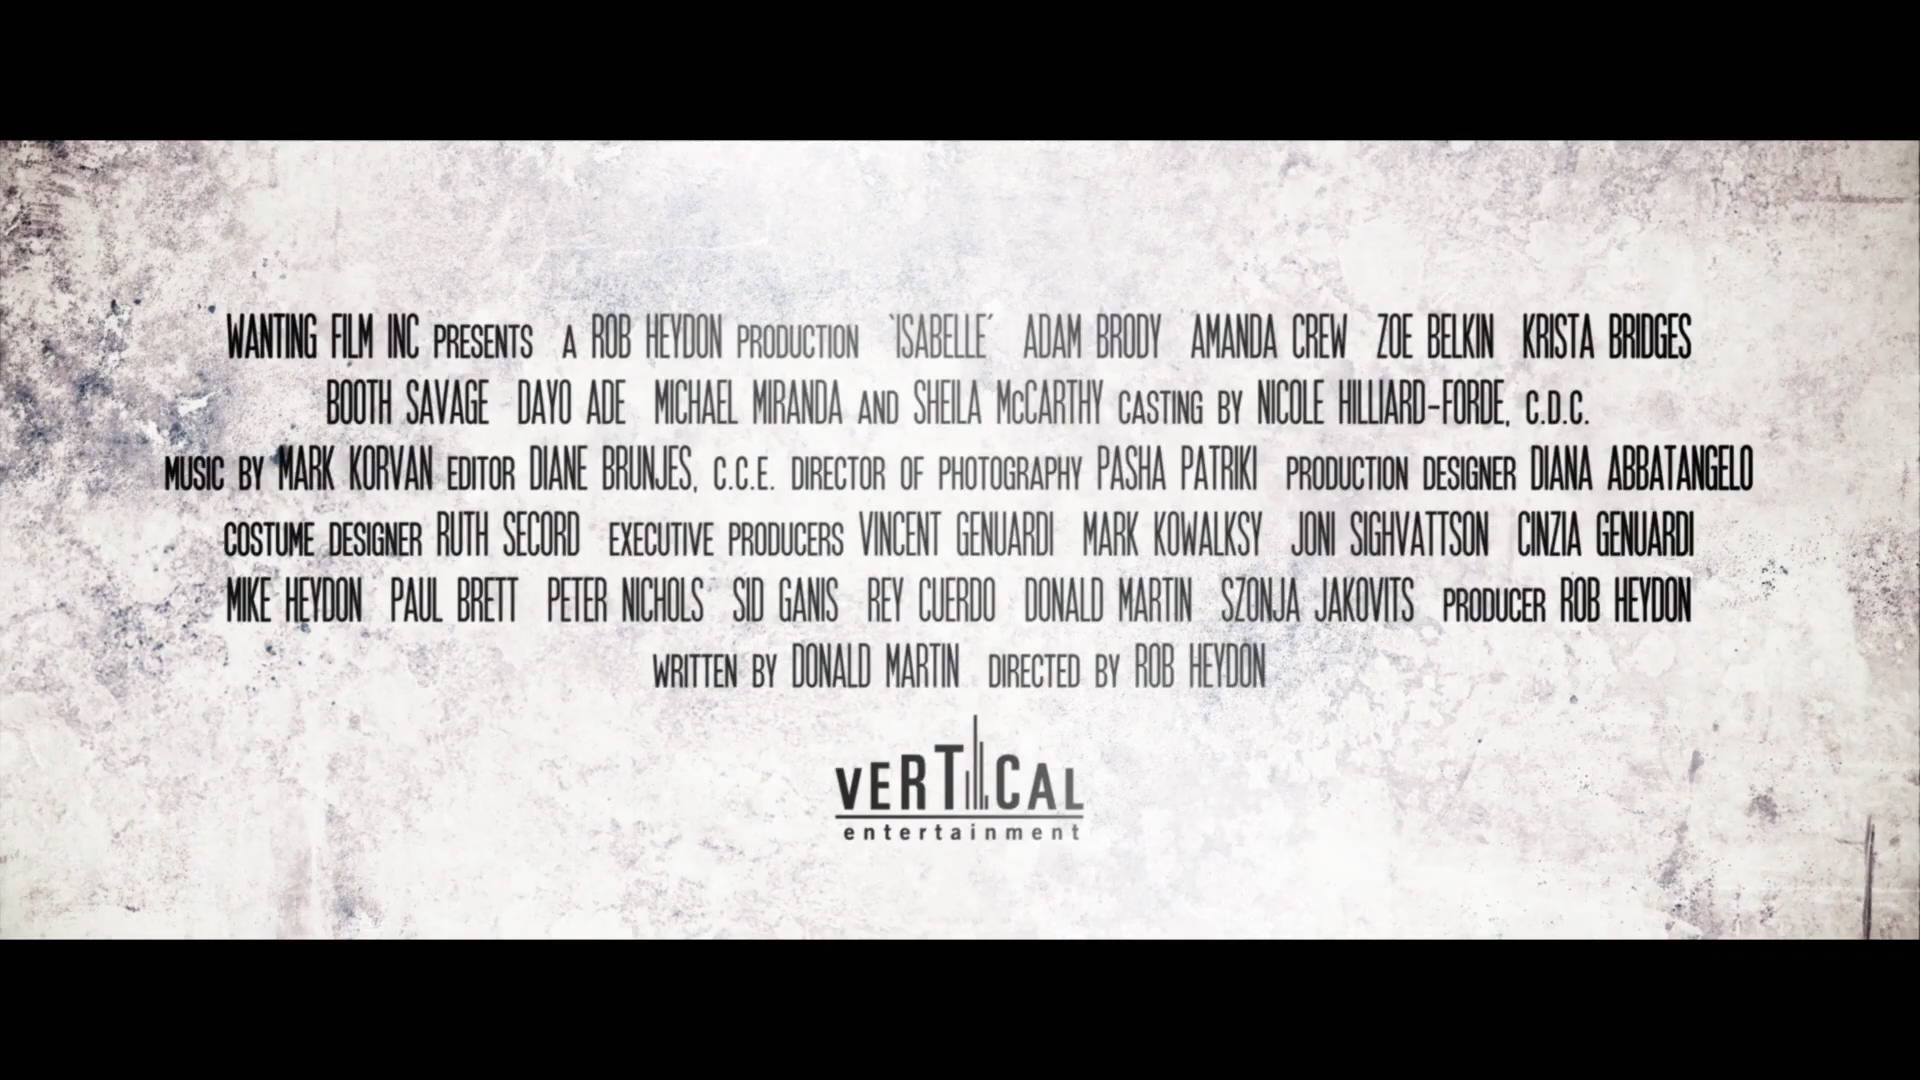 WANTING FILM INC PRESENTS A ROB HEYDON PRODUCTION 'ISABELLE' ADAM BRODY AMANDA CREW ZOE BELKIN KRISTA BRIDGES
BOOTH SAVAGE DAYO ADE MICHAEL MIRANDA AND SHEILA McCARTHY CASTING BY NICOLE HILLIARD-FORDE, C.D.C.
MUSIC BY MARK KORVAN EDITOR DIANE BRUNJES, C.C.E. DIRECTOR OF PHOTOGRAPHY PASHA PATRIKI PRODUCTION DESIGNER DIANA ABBATANGELO
COSTUME DESIGNER RUTH SECORD EXECUTIVE PRODUCERS VINCENT GENUARDI MARK KOWALKSY JONI SIGHVATTSON CINZIA GENUARDI
MIKE HEYDON PAUL BRETT PETER NICHOLS SID GANIS REY CUERDO DONALD MARTIN SZONJA JAKOVITS PRODUCER ROB HEYDON
WRITTEN BY DONALD MARTIN DIRECTED BY ROB HEYDON
VERTICAL
entertainment